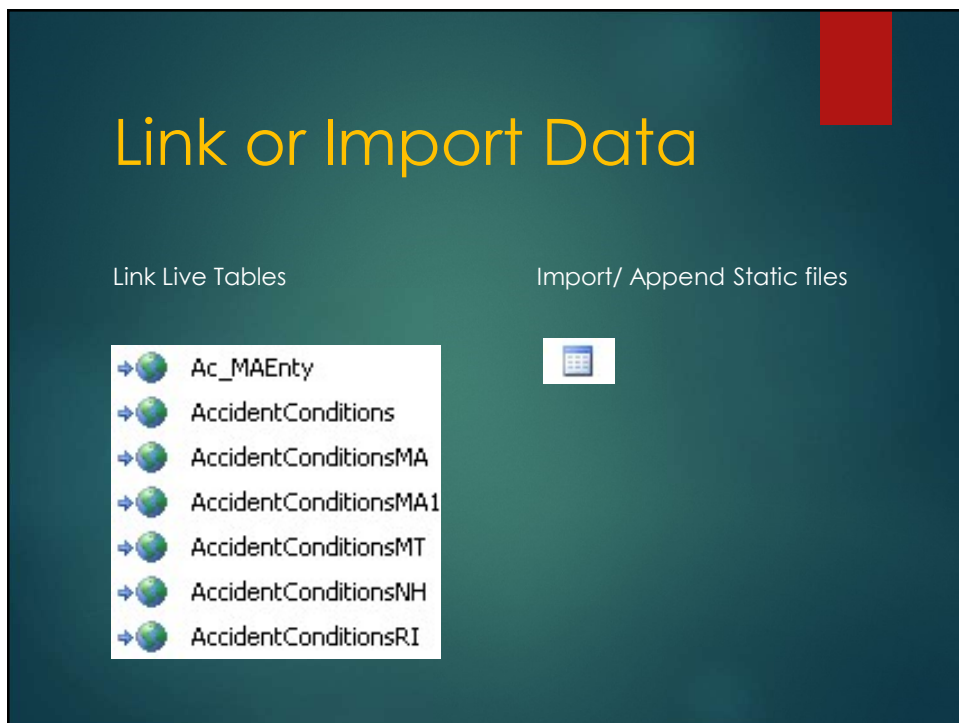 Link or Import Data
Link Live Tables
Import/ Append Static files
Ac_MAEnty
AccidentConditions
AccidentConditionsMA
AccidentConditionsMA1
AccidentConditionsMT
AccidentConditionsNH
AccidentConditionsRI